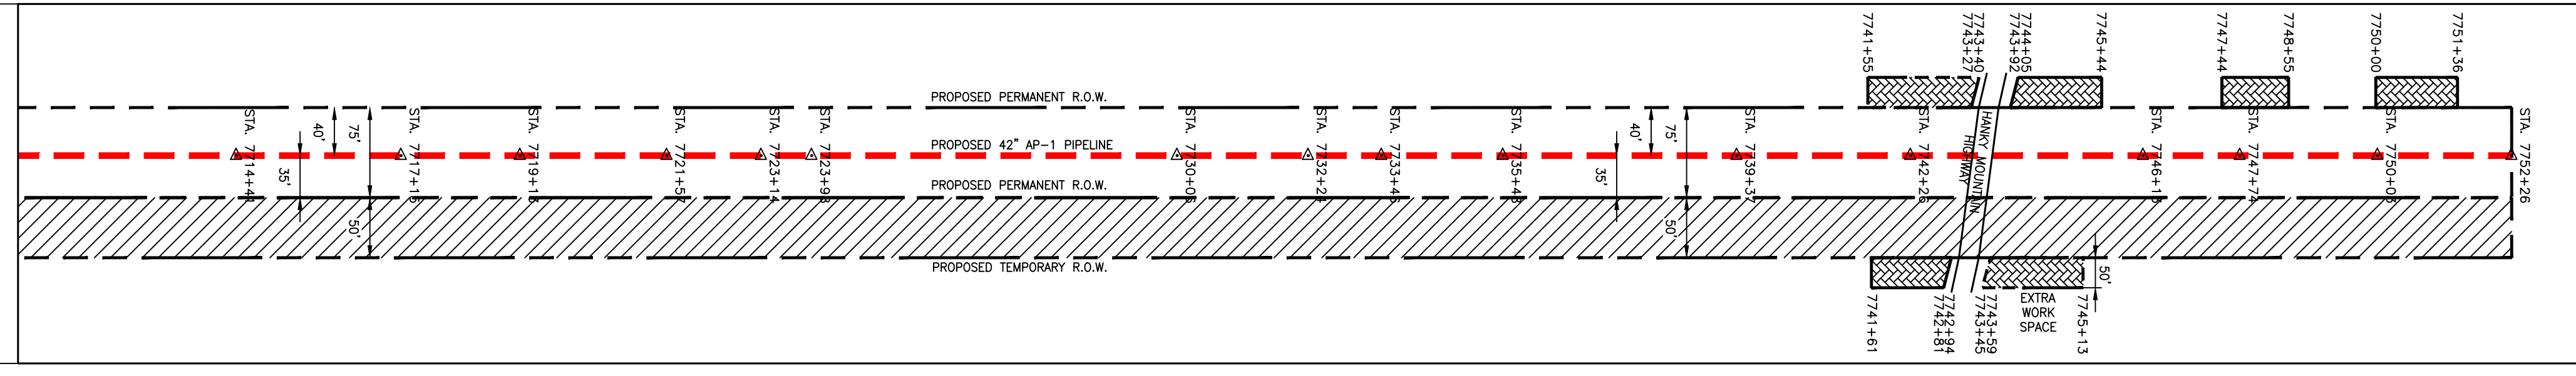 7741+55
7743+27
7743+40
7743+92
7744+05
7745+44
7747+44
7748+55
7750+00
7751+36
PROPOSED PERMANENT R.O.W.
STA. 7714+41
40'
75'
35'
STA. 7717+15
STA. 7719+13
STA. 7721+57
STA. 7723+14
STA. 7723+98
PROPOSED 42" AP-1 PIPELINE
PROPOSED PERMANENT R.O.W.
STA. 7730+06
STA. 7732+24
STA. 7733+46
STA. 7735+48
40'
75'
35'
STA. 7739+37
STA. 7742+26
HANKY MOUNTAIN
HIGHWAY
STA. 7746+13
STA. 7747+74
STA. 7750+03
STA. 7752+26
50'
50'
PROPOSED TEMPORARY R.O.W.
50'
EXTRA
WORK
SPACE
7741+61
7742+81
7742+94
7743+45
7743+59
7745+13